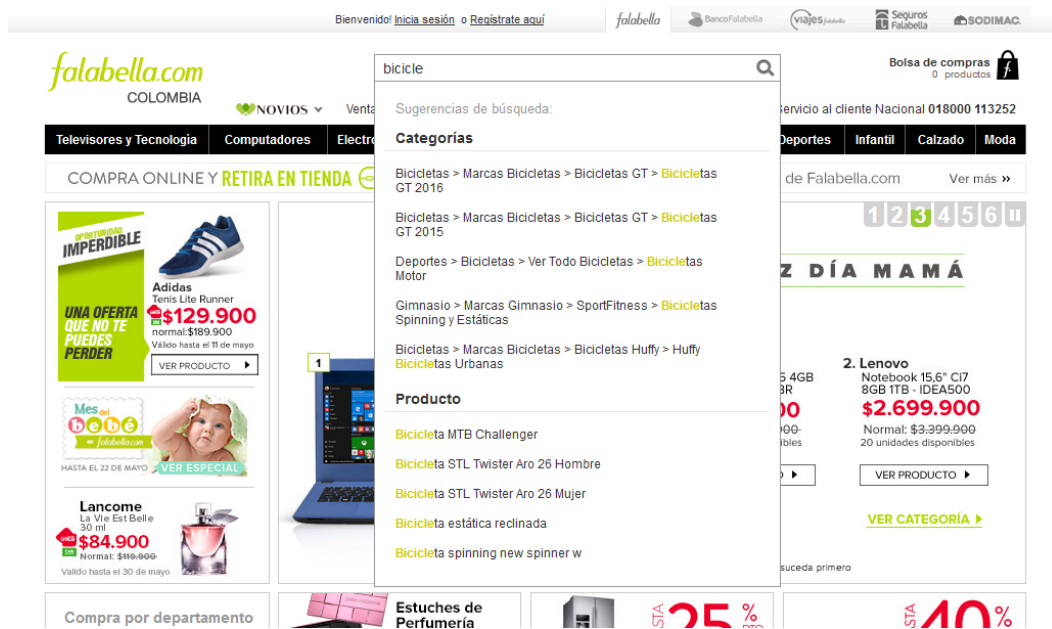 Bienvenido! Inicia sesión o Regístrate aquí
falabella
BancoFalabella
viajes falabella
Seguros Falabella
SODIMAC
falabella.com
COLOMBIA
bicicle
Bolsa de compras
0 productos
NOVIOS
Venta
Servicio al cliente Nacional 018000 113252
Televisores y Tecnología
Computadores
Electro
Deportes
Infantil
Calzado
Moda
COMPRA ONLINE Y RETIRA EN TIENDA
de Falabella.com
Ver más »
Sugerencias de búsqueda:
Categorías
Bicicletas > Marcas Bicicletas > Bicicletas GT > Bicicletas
GT 2016
Bicicletas > Marcas Bicicletas > Bicicletas GT > Bicicletas
GT 2015
Deportes > Bicicletas > Ver Todo Bicicletas > Bicicletas
Motor
Gimnasio > Marcas Gimnasio > SportFitness > Bicicletas
Spinning y Estáticas
Bicicletas > Marcas Bicicletas > Bicicletas Huffy > Huffy
Bicicletas Urbanas
Producto
Bicicleta MTB Challenger
Bicicleta STL Twister Aro 26 Hombre
Bicicleta STL Twister Aro 26 Mujer
Bicicleta estática reclinada
Bicicleta spinning new spinner w
OPORTUNIDAD
IMPERDIBLE
UNA OFERTA
QUE NO TE
PUEDES
PERDER
Adidas
Tenis Lite Runner
$129.900
normal:$189.900
Válido hasta el 11 de mayo
VER PRODUCTO
Mes del
bebé
falabella.com
HASTA EL 22 DE MAYO
VER ESPECIAL
Lancome
La Vie Est Belle
30 ml
$84.900
Normal: $119.900
Valido hasta el 30 de mayo
1
1 2 3 4 5 6
Z DÍA MAMÁ
4GB
2. Lenovo
Notebook 15,6" Ci7
8GB 1TB - IDEA500
$2.699.900
Normal: $3.399.900
20 unidades disponibles
VER PRODUCTO
VER CATEGORÍA
suceda primero
Compra por departamento
Estuches de
Perfumería
25%
DTO
40%